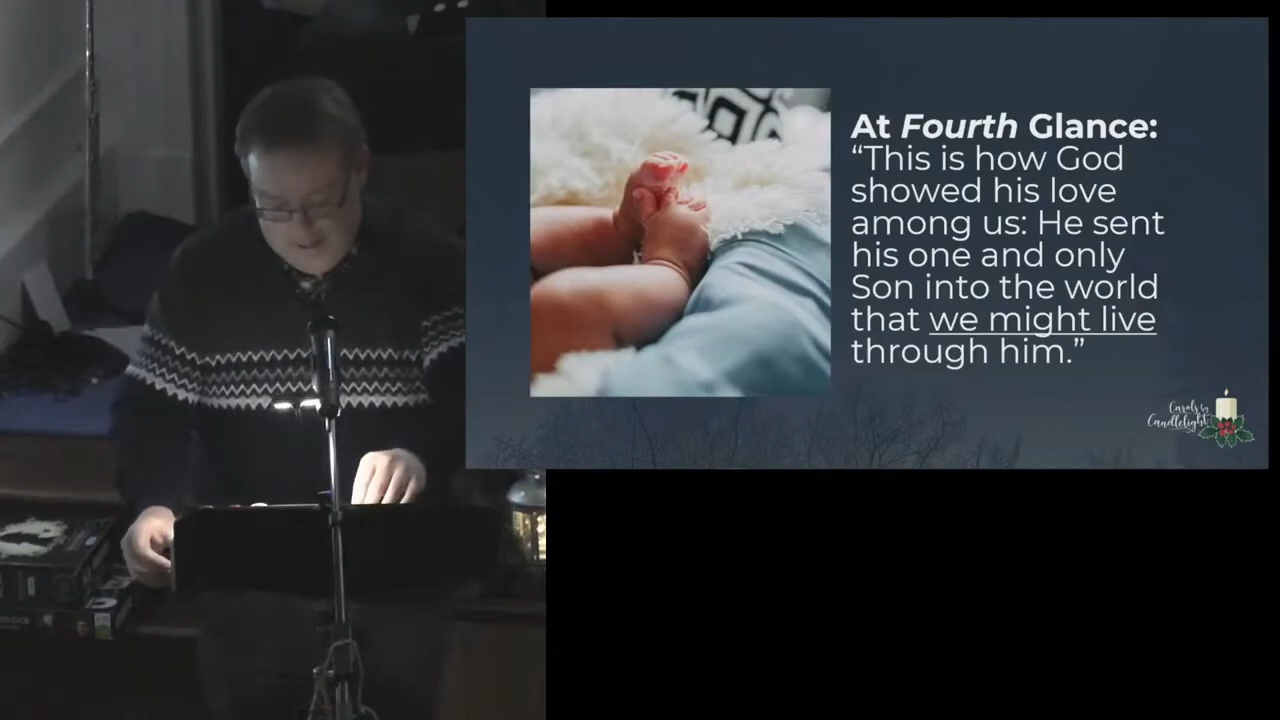 At Fourth Glance:
“This is how God
showed his love
among us: He sent
his one and only
Son into the world
that we might live
through him.”
Carols by
Candlelight